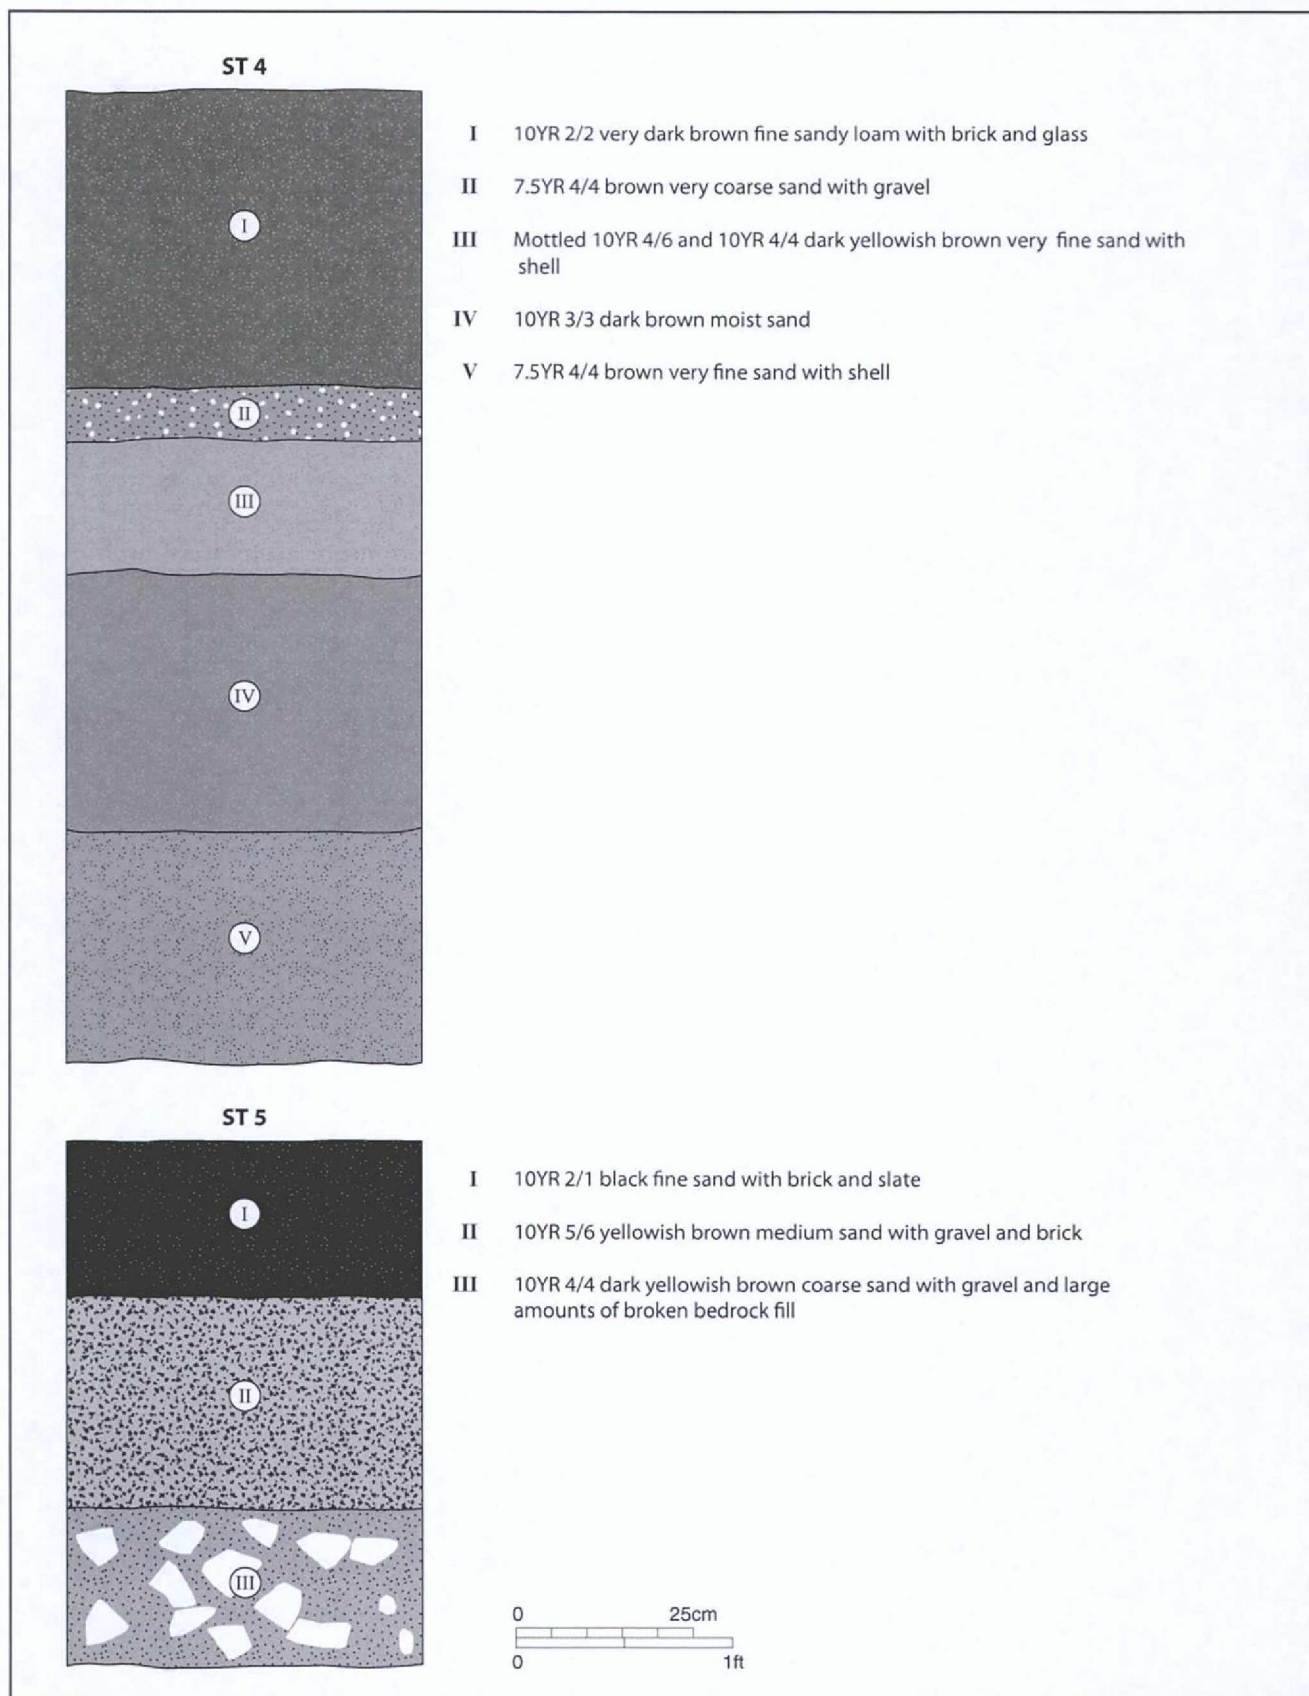 ST 4
I
II
III
IV
V
I 10YR 2/2 very dark brown fine sandy loam with brick and glass
II 7.5YR 4/4 brown very coarse sand with gravel
III Mottled 10YR 4/6 and 10YR 4/4 dark yellowish brown very fine sand with
shell
IV 10YR 3/3 dark brown moist sand
V 7.5YR 4/4 brown very fine sand with shell
ST 5
I
II
III
I 10YR 2/1 black fine sand with brick and slate
II 10YR 5/6 yellowish brown medium sand with gravel and brick
III 10YR 4/4 dark yellowish brown coarse sand with gravel and large
amounts of broken bedrock fill
0 25cm
0 1ft